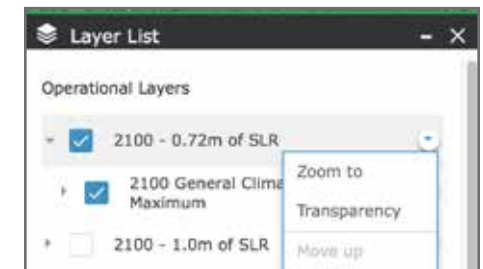 Layer List
Operational Layers
2100 - 0.72m of SLR
Zoom to
2100 General Clima
Maximum
Transparency
2100 - 1.0m of SLR
Move up